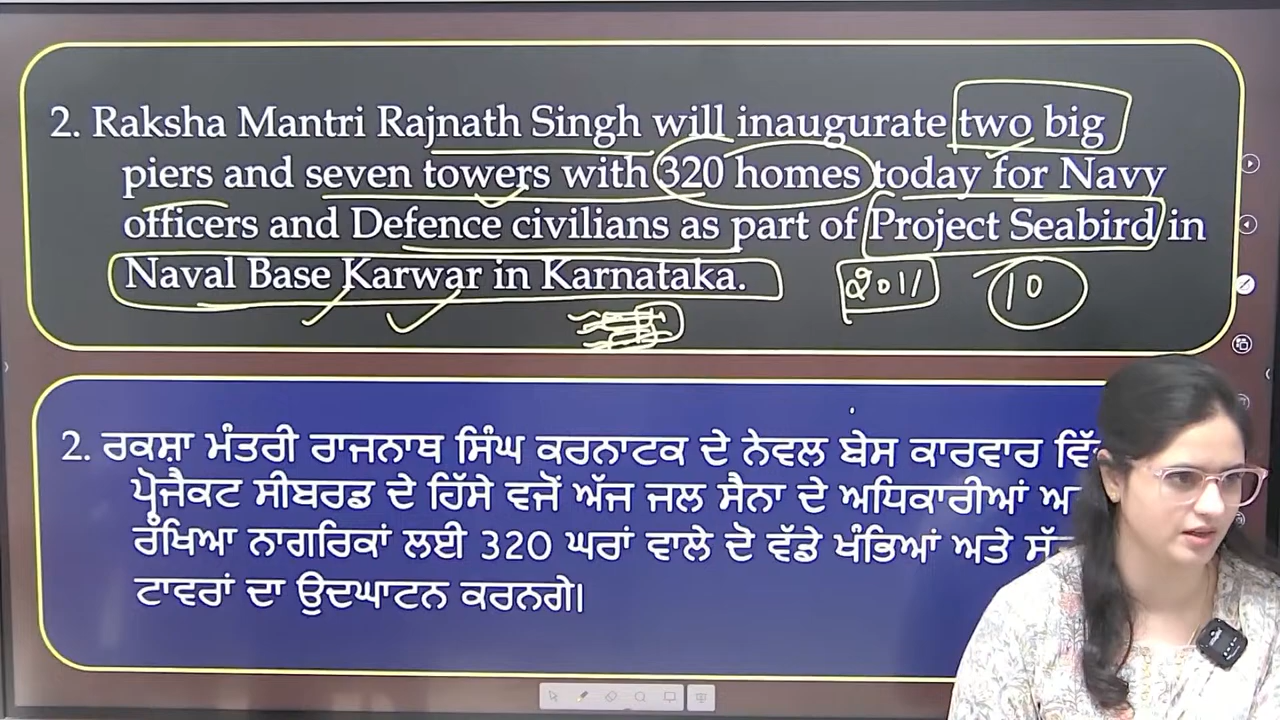 2. Raksha Mantri Rajnath Singh will inaugurate two big
piers and seven towers with 320 homes today for Navy
officers and Defence civilians as part of Project Seabird in
Naval Base Karwar in Karnataka.
2011 10
2. ਰਕਸ਼ਾ ਮੰਤਰੀ ਰਾਜਨਾਥ ਸਿੰਘ ਕਰਨਾਟਕ ਦੇ ਨੇਵਲ ਬੇਸ ਕਾਰਵਾਰ
ਪ੍ਰੋਜੈਕਟ ਸੀਬਰਡ ਦੇ ਹਿੱਸੇ ਵਜੋਂ ਅੱਜ ਜਲ ਸੈਨਾ ਦੇ ਅਧਿਕਾਰੀਆਂ
ਰੱਖਿਆ ਨਾਗਰਿਕਾਂ ਲਈ 320 ਘਰਾਂ ਵਾਲੇ ਦੋ ਵੱਡੇ ਖੰਭਿਆਂ ਅਤੇ
ਟਾਵਰਾਂ ਦਾ ਉਦਘਾਟਨ ਕਰਨਗੇ।